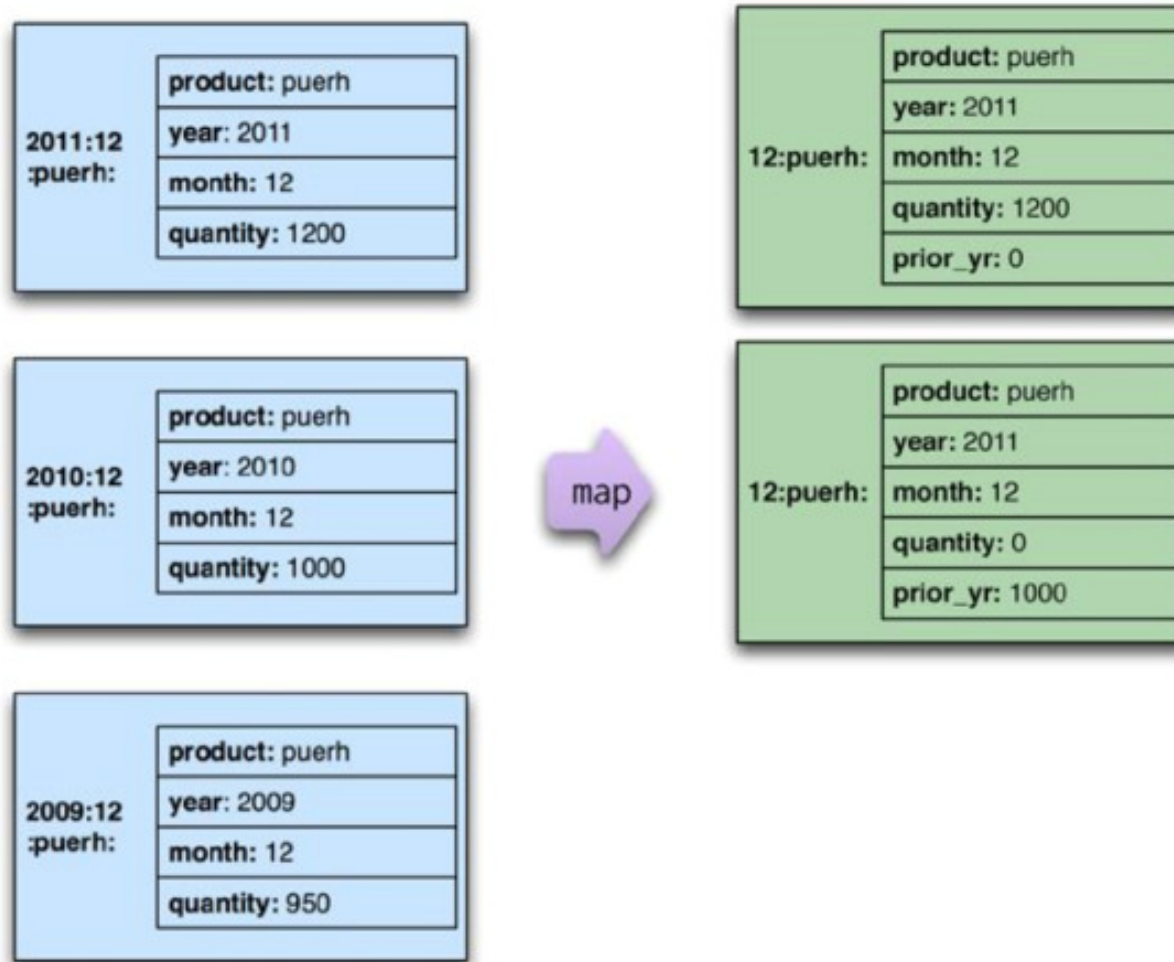 2011:12
:puerh:
product: puerh
year: 2011
month: 12
quantity: 1200
2010:12
:puerh:
product: puerh
year: 2010
month: 12
quantity: 1000
2009:12
:puerh:
product: puerh
year: 2009
month: 12
quantity: 950
map
12:puerh:
product: puerh
year: 2011
month: 12
quantity: 1200
prior_yr: 0
12:puerh:
product: puerh
year: 2011
month: 12
quantity: 0
prior_yr: 1000